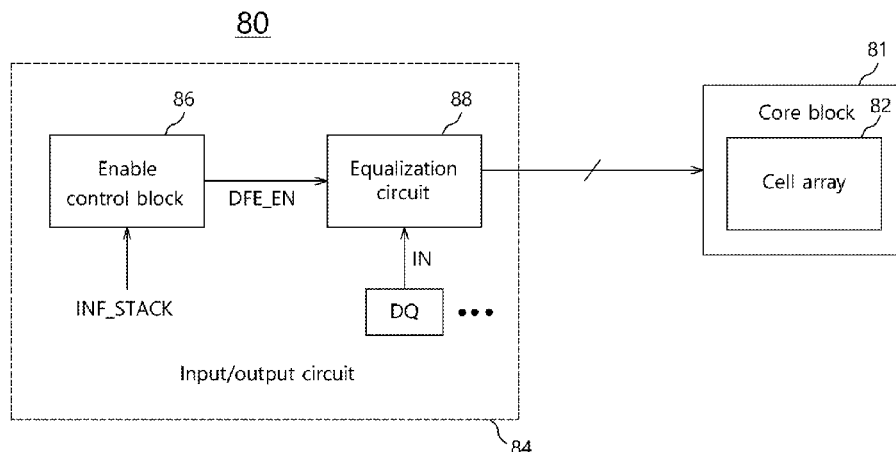 80
81
86
88
Core block
82
Enable
control block
DFE_EN
Equalization
circuit
Cell array
IN
INF_STACK
DQ
•••
Input/output circuit
84